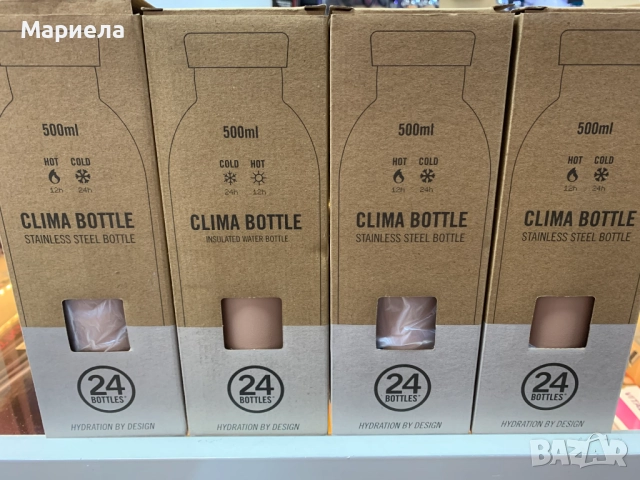 Мариела
500ml
HOT COLD
12h 24h
CLIMA BOTTLE
STAINLESS STEEL BOTTLE
24
BOTTLES
HYDRATION BY DESIGN
500ml
COLD HOT
24h 12h
CLIMA BOTTLE
INSULATED WATER BOTTLE
24
BOTTLES
HYDRATION BY DESIGN
500ml
HOT COLD
12h 24h
CLIMA BOTTLE
STAINLESS STEEL BOTTLE
24
BOTTLES
HYDRATION BY DESIGN
500ml
HOT COLD
12h 24h
CLIMA BOTTLE
STAINLESS STEEL BOTTLE
24
BOTTLES
HYDRATION BY DESIGN
BAZAR